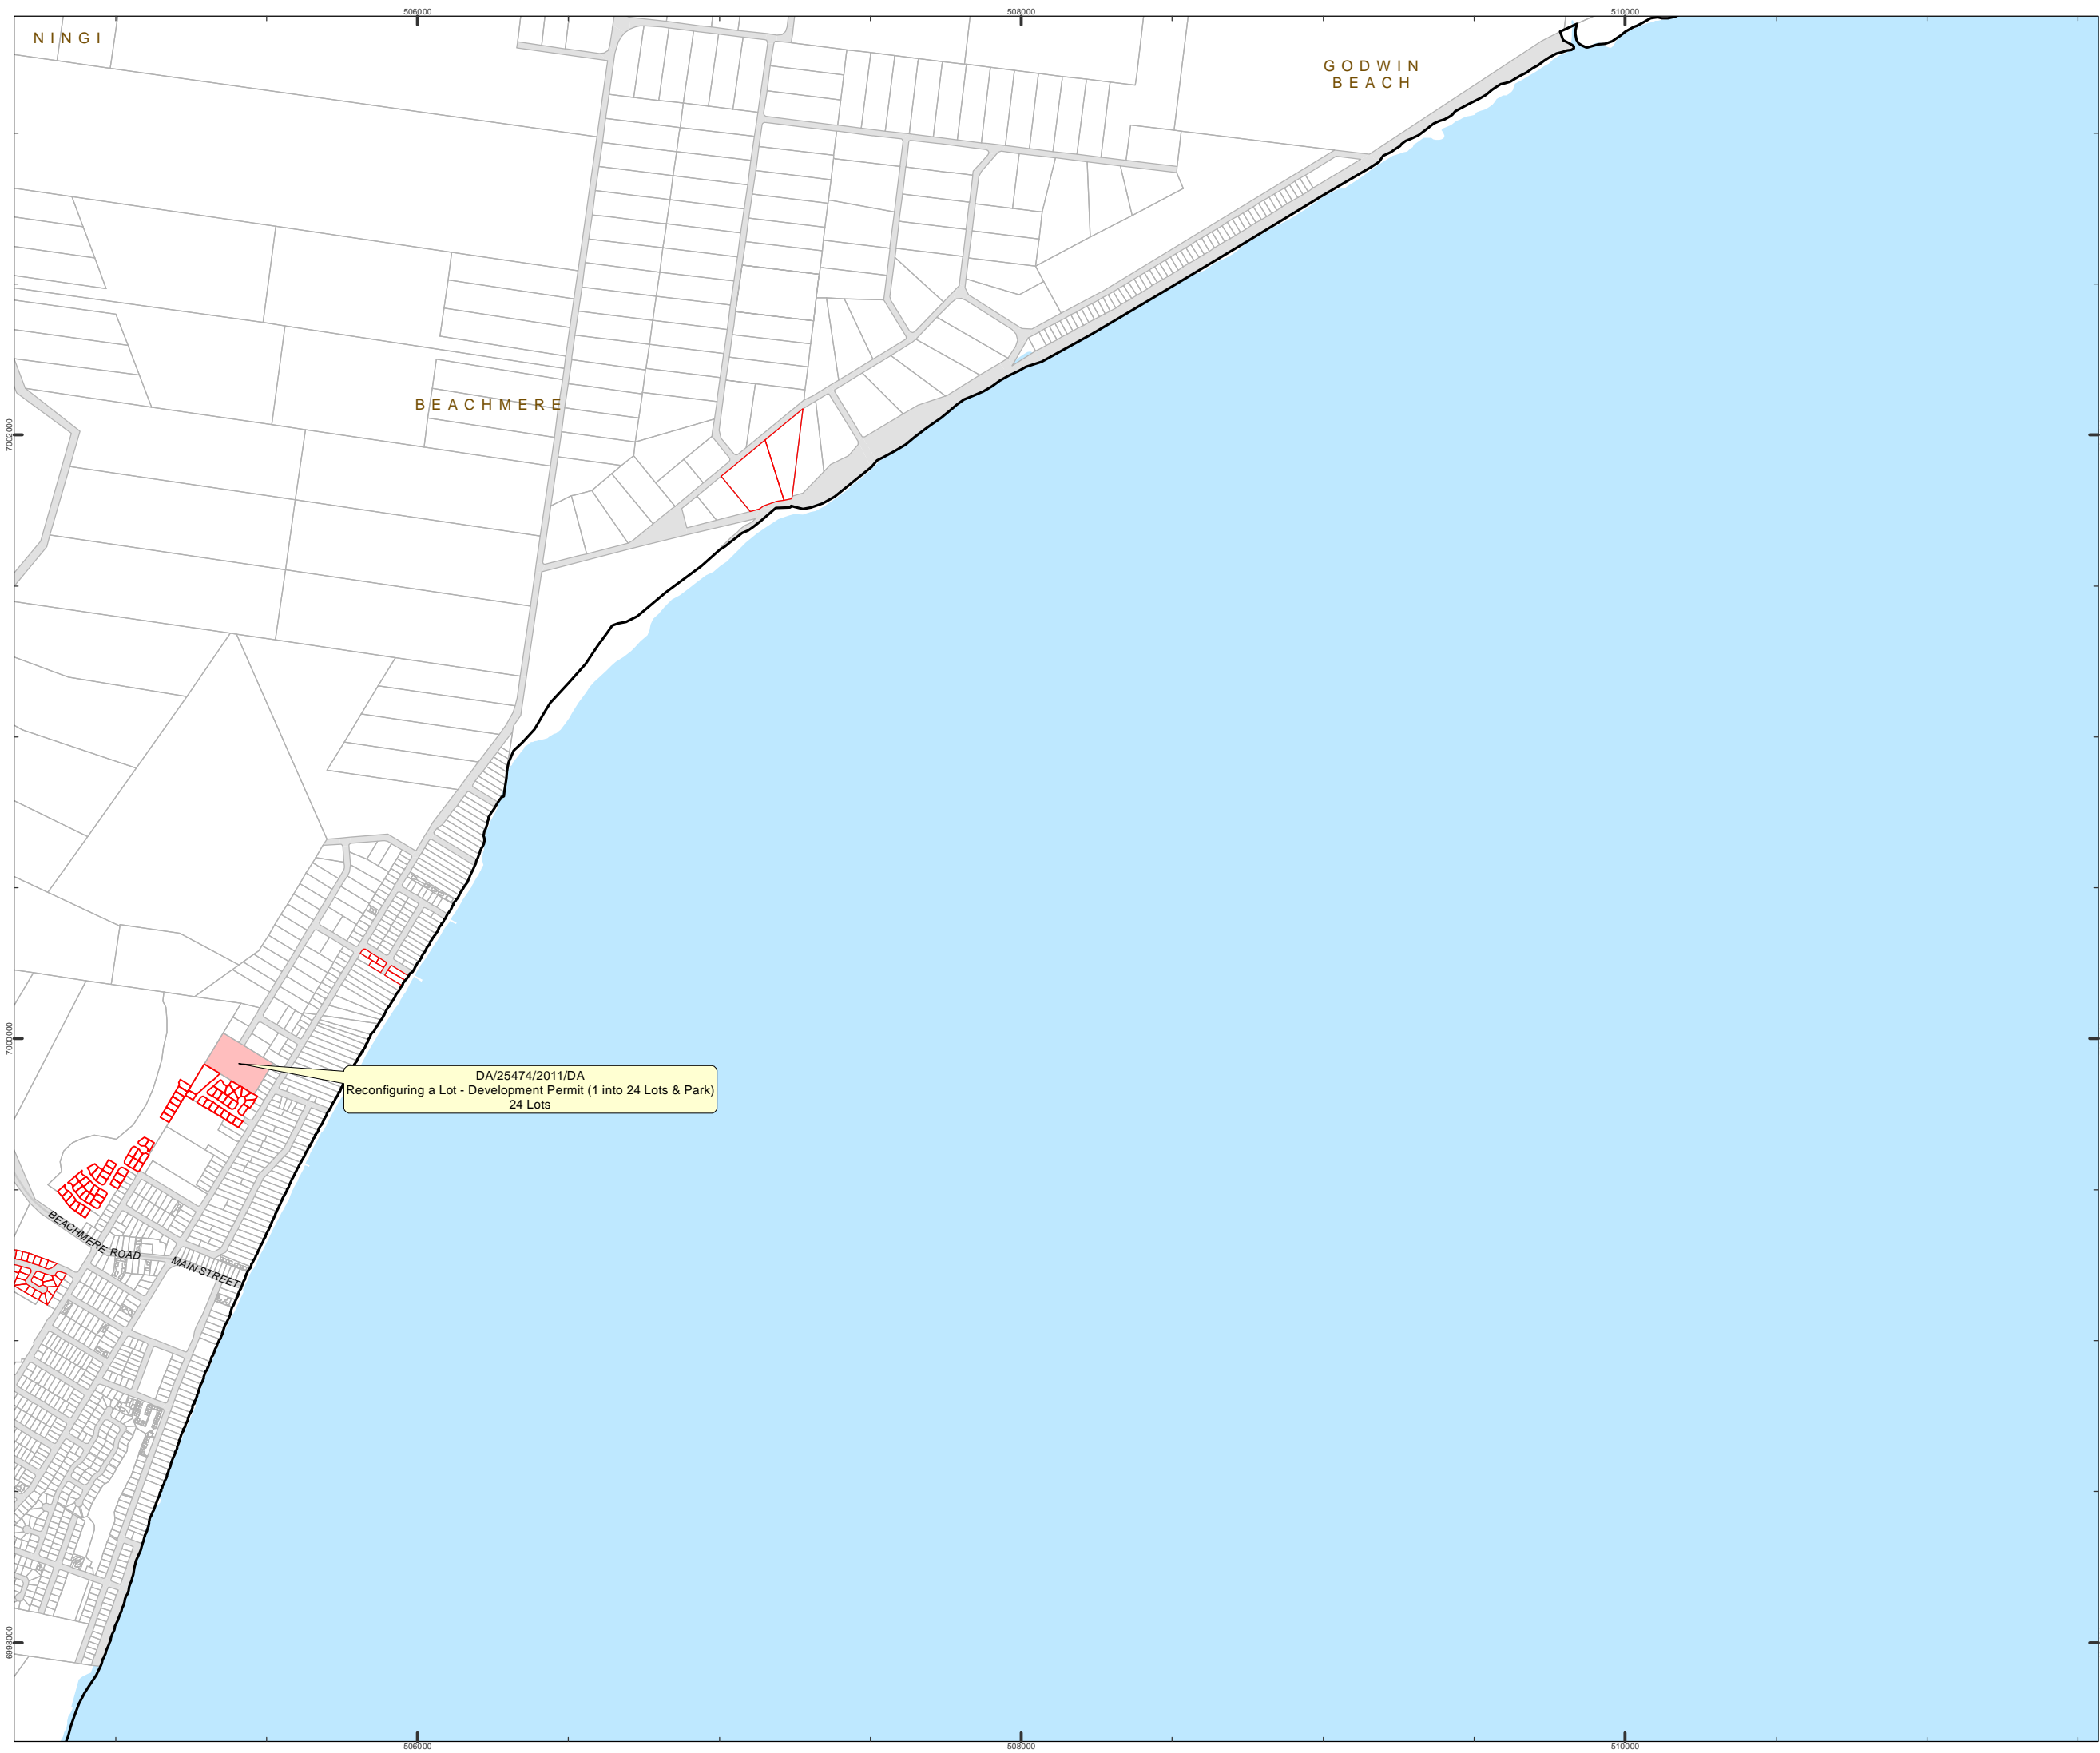 506000
508000
510000
NINGI
GODWIN
BEACH
BEACHMERE
7002000
7000000
DA/25474/2011/DA
Reconfiguring a Lot - Development Permit (1 into 24 Lots & Park)
24 Lots
BEACHMERE ROAD
MAIN STREET
6998000
506000
508000
510000